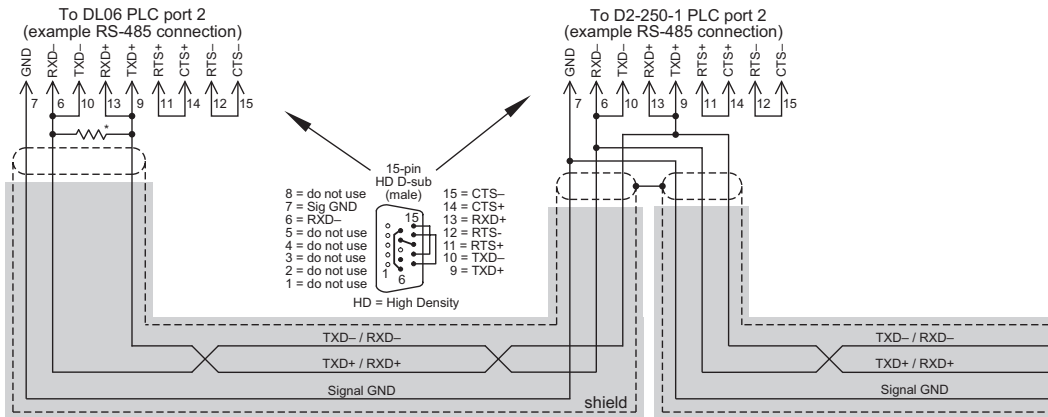 To DL06 PLC port 2
(example RS-485 connection)
GND
RXD–
TXD–
RXD+
TXD+
RTS+
CTS+
RTS–
CTS–
7 6 10 13 9 11 14 12 15
*
To D2-250-1 PLC port 2
(example RS-485 connection)
GND
RXD–
TXD–
RXD+
TXD+
RTS+
CTS+
RTS–
CTS–
7 6 10 13 9 11 14 12 15
15-pin
HD D-sub
(male)
8 = do not use
7 = Sig GND
6 = RXD–
5 = do not use
4 = do not use
3 = do not use
2 = do not use
1 = do not use
15
1
6
15 = CTS–
14 = CTS+
13 = RXD+
12 = RTS-
11 = RTS+
10 = TXD–
9 = TXD+
HD = High Density
TXD– / RXD–
TXD+ / RXD+
Signal GND
shield
TXD– / RXD–
TXD+ / RXD+
Signal GND